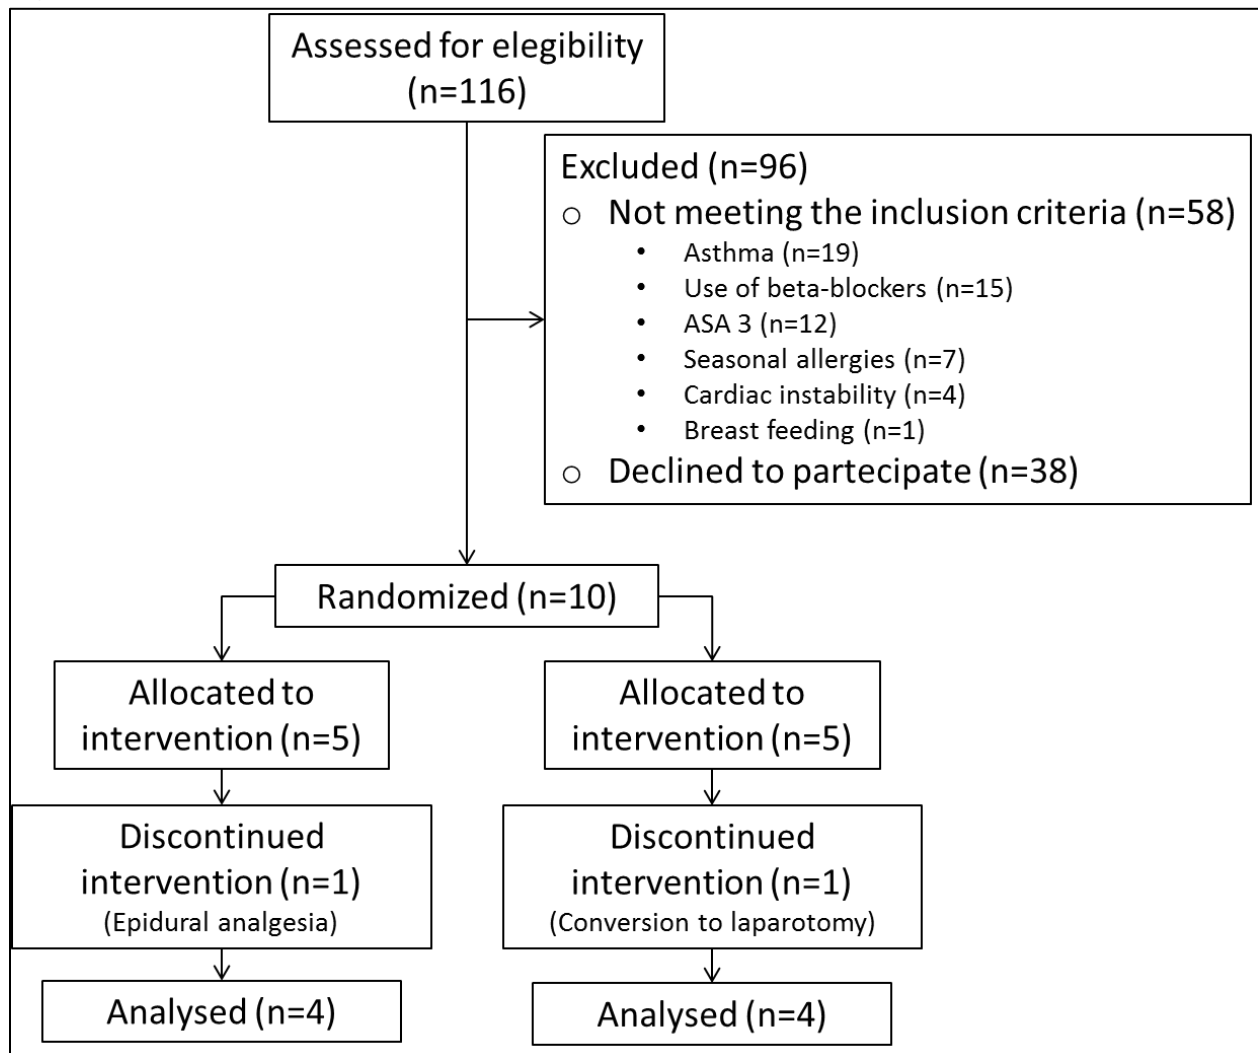 Assessed for elegibility
(n=116)
Excluded (n=96)
o Not meeting the inclusion criteria (n=58)
• Asthma (n=19)
• Use of beta-blockers (n=15)
• ASA 3 (n=12)
• Seasonal allergies (n=7)
• Cardiac instability (n=4)
• Breast feeding (n=1)
o Declined to partecipate (n=38)
Randomized (n=10)
Allocated to
intervention (n=5)
Allocated to
intervention (n=5)
Discontinued
intervention (n=1)
(Epidural analgesia)
Discontinued
intervention (n=1)
(Conversion to laparotomy)
Analysed (n=4)
Analysed (n=4)